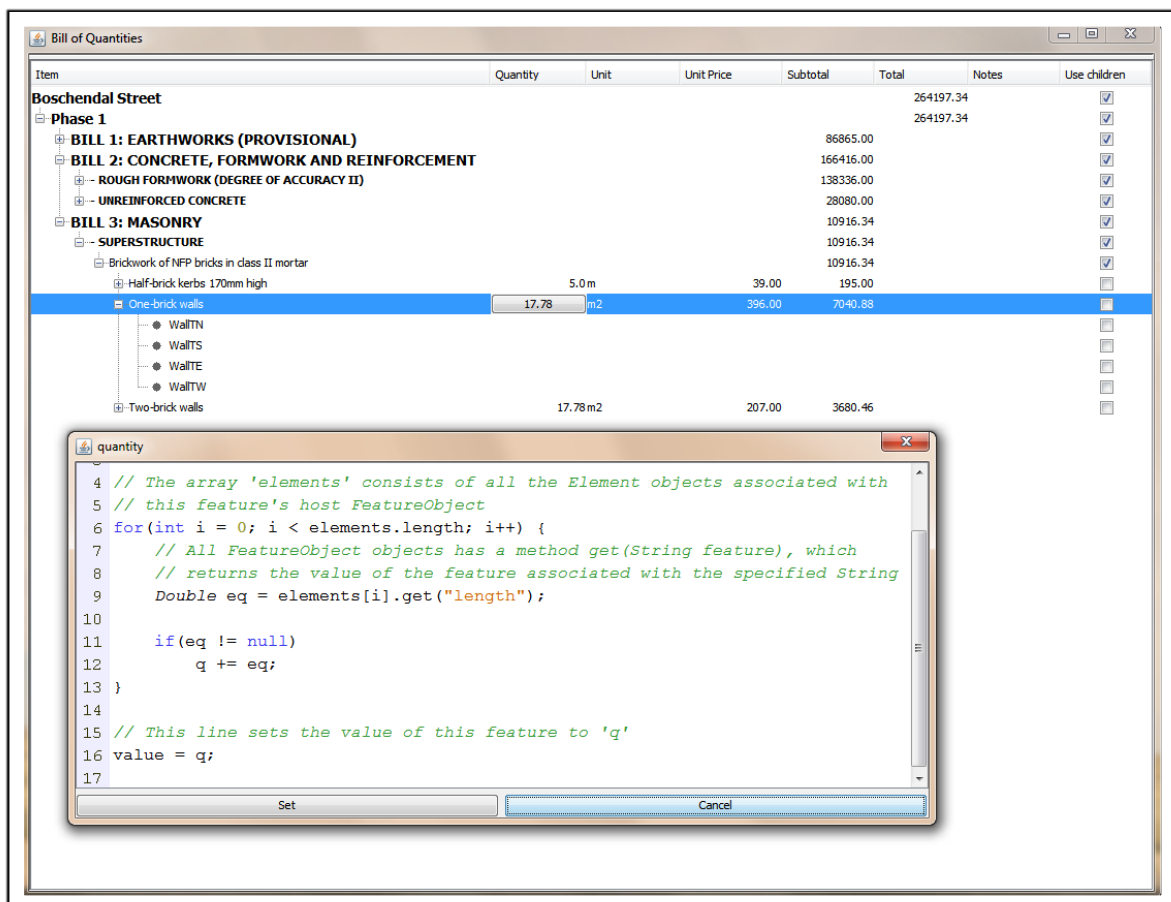 Bill of Quantities
Item Quantity Unit Unit Price Subtotal Total Notes Use children
Boschendal Street 264197.34
Phase 1 264197.34
BILL 1: EARTHWORKS (PROVISIONAL) 86865.00
BILL 2: CONCRETE, FORMWORK AND REINFORCEMENT 166416.00
- ROUGH FORMWORK (DEGREE OF ACCURACY II) 138336.00
- UNREINFORCED CONCRETE 28080.00
BILL 3: MASONRY 10916.34
- SUPERSTRUCTURE 10916.34
Brickwork of NFP bricks in class II mortar 10916.34
Half-brick kerbs 170mm high 5.0 m 39.00 195.00
One-brick walls 17.78 m2 396.00 7040.88
WallTN
WallTS
WallTE
WallTW
Two-brick walls 17.78 m2 207.00 3680.46
quantity
4 // The array 'elements' consists of all the Element objects associated with
5 // this feature's host FeatureObject
6 for(int i = 0; i < elements.length; i++) {
7 // All FeatureObject objects has a method get(String feature), which
8 // returns the value of the feature associated with the specified String
9 Double eq = elements[i].get("length");
10
11 if(eq != null)
12 q += eq;
13 }
14
15 // This line sets the value of this feature to 'q'
16 value = q;
17
Set Cancel